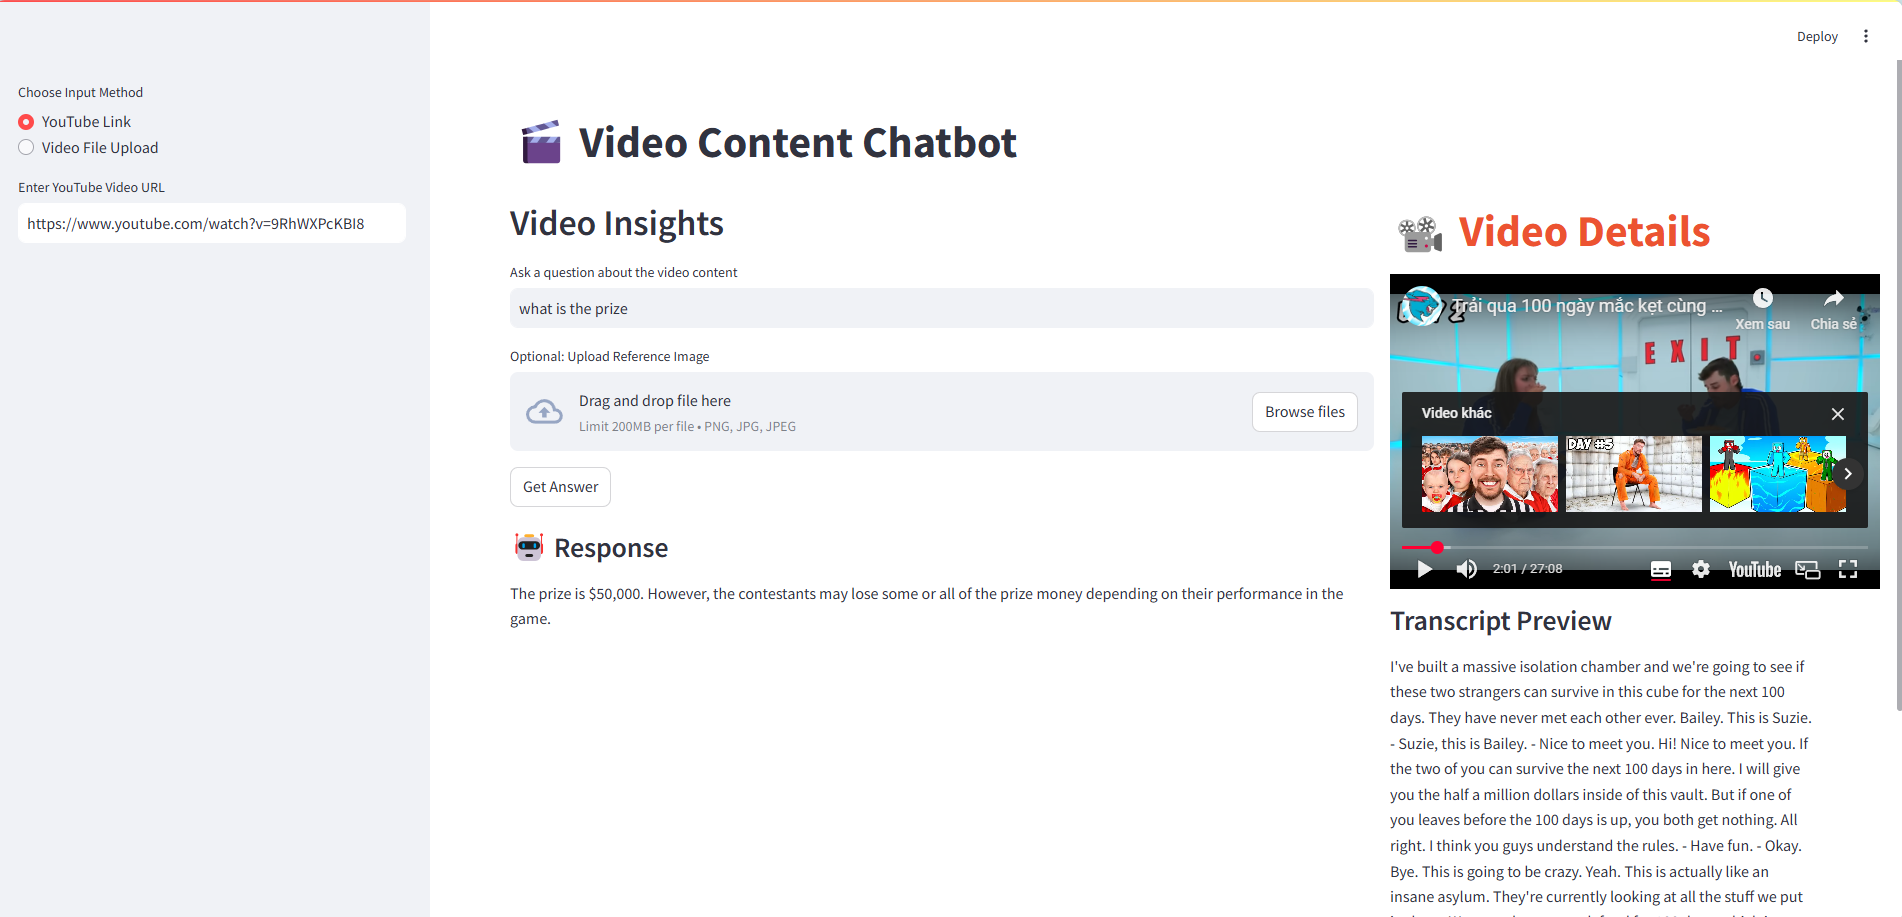 Deploy
Choose Input Method
YouTube Link
Video File Upload
Enter YouTube Video URL
https://www.youtube.com/watch?v=9RhWXPcKBI8
Video Content Chatbot
Video Insights
Ask a question about the video content
what is the prize
Optional: Upload Reference Image
Drag and drop file here
Limit 200MB per file • PNG, JPG, JPEG
Browse files
Get Answer
Response
The prize is $50,000. However, the contestants may lose some or all of the prize money depending on their performance in the
game.
Video Details
Trải qua 100 ngày mắc kẹt cùng ...
Xem sau
Chia sẻ
EXIT
Video khác
DAY #5
2:01 / 27:08
YouTube
Transcript Preview
I've built a massive isolation chamber and we're going to see if
these two strangers can survive in this cube for the next 100
days. They have never met each other ever. Bailey. This is Suzie.
- Suzie, this is Bailey. - Nice to meet you. Hi! Nice to meet you. If
the two of you can survive the next 100 days in here. I will give
you the half a million dollars inside of this vault. But if one of
you leaves before the 100 days is up, you both get nothing. All
right. I think you guys understand the rules. - Have fun. - Okay.
Bye. This is going to be crazy. Yeah. This is actually like an
insane asylum. They're currently looking at all the stuff we put